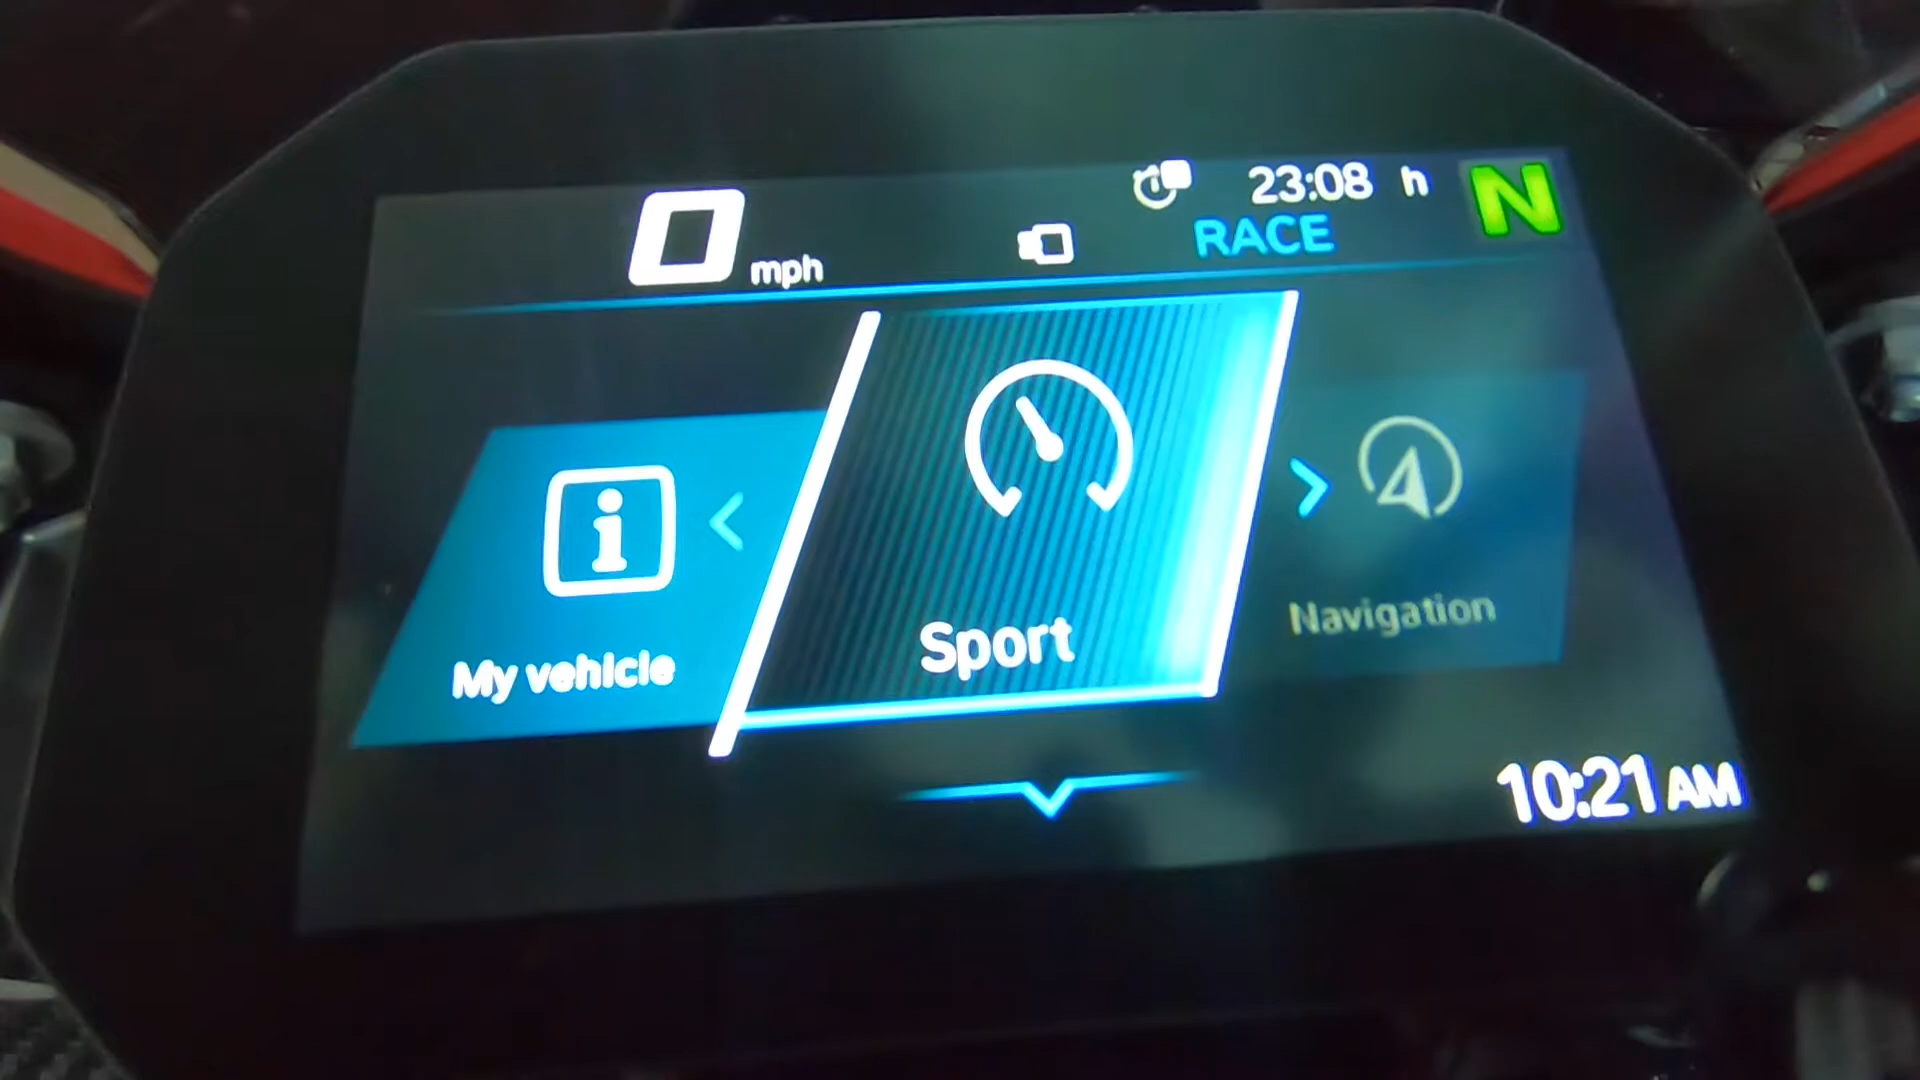 23:08 h
N
0 mph
RACE
My vehicle
Sport
Navigation
10:21 AM